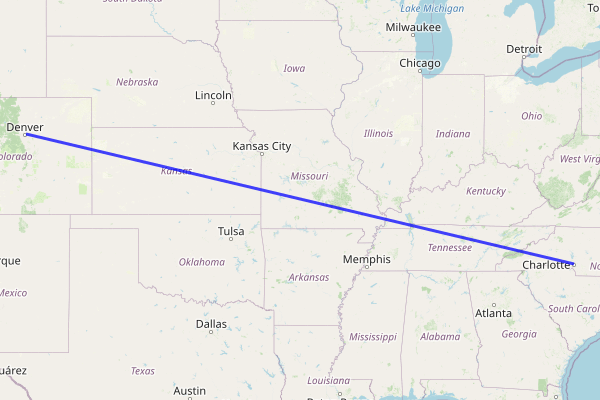 South Dakota
Lake Michigan
Milwaukee
Detroit
Chicago
Iowa
Nebraska
Lincoln
Ohio
Denver
Illinois
Indiana
Kansas City
olorado
West Virg
Kansas
Missouri
Kentucky
Tulsa
Tennessee
rque
Oklahoma
Memphis
Charlotte
No
Arkansas
Mexico
South Carol
Atlanta
Dallas
Mississippi
Alabama
Georgia
uárez
Texas
Louisiana
Austin
To